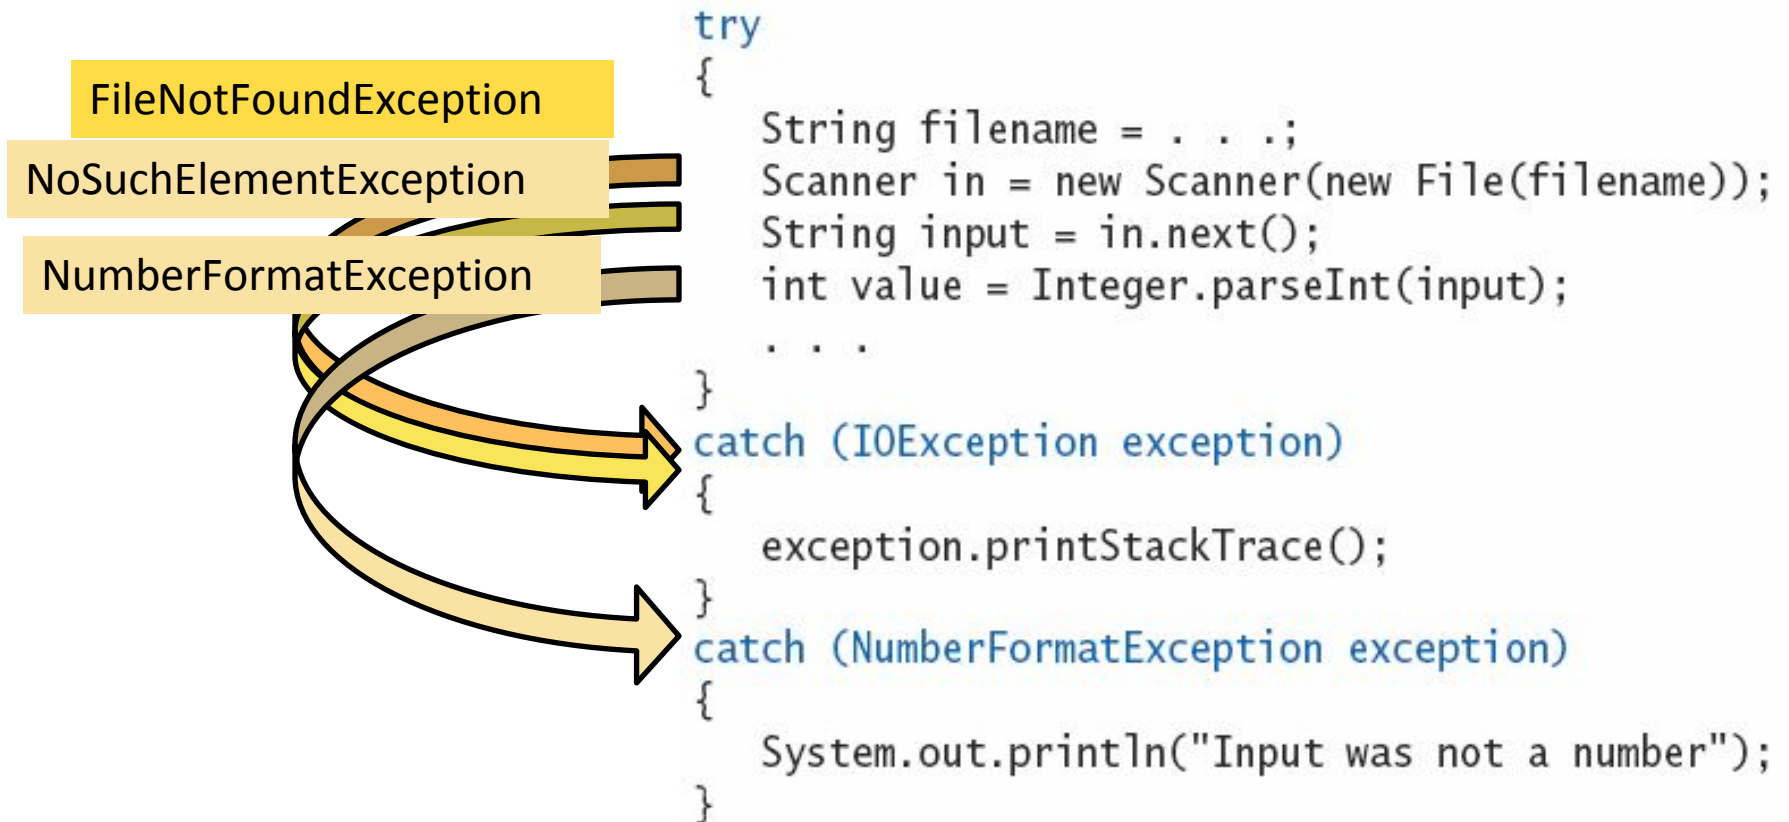 FileNotFoundException
NoSuchElementException
NumberFormatException
try
{
String filename = . . .;
Scanner in = new Scanner(new File(filename));
String input = in.next();
int value = Integer.parseInt(input);
. . .
}
catch (IOException exception)
{
exception.printStackTrace();
}
catch (NumberFormatException exception)
{
System.out.println("Input was not a number");
}